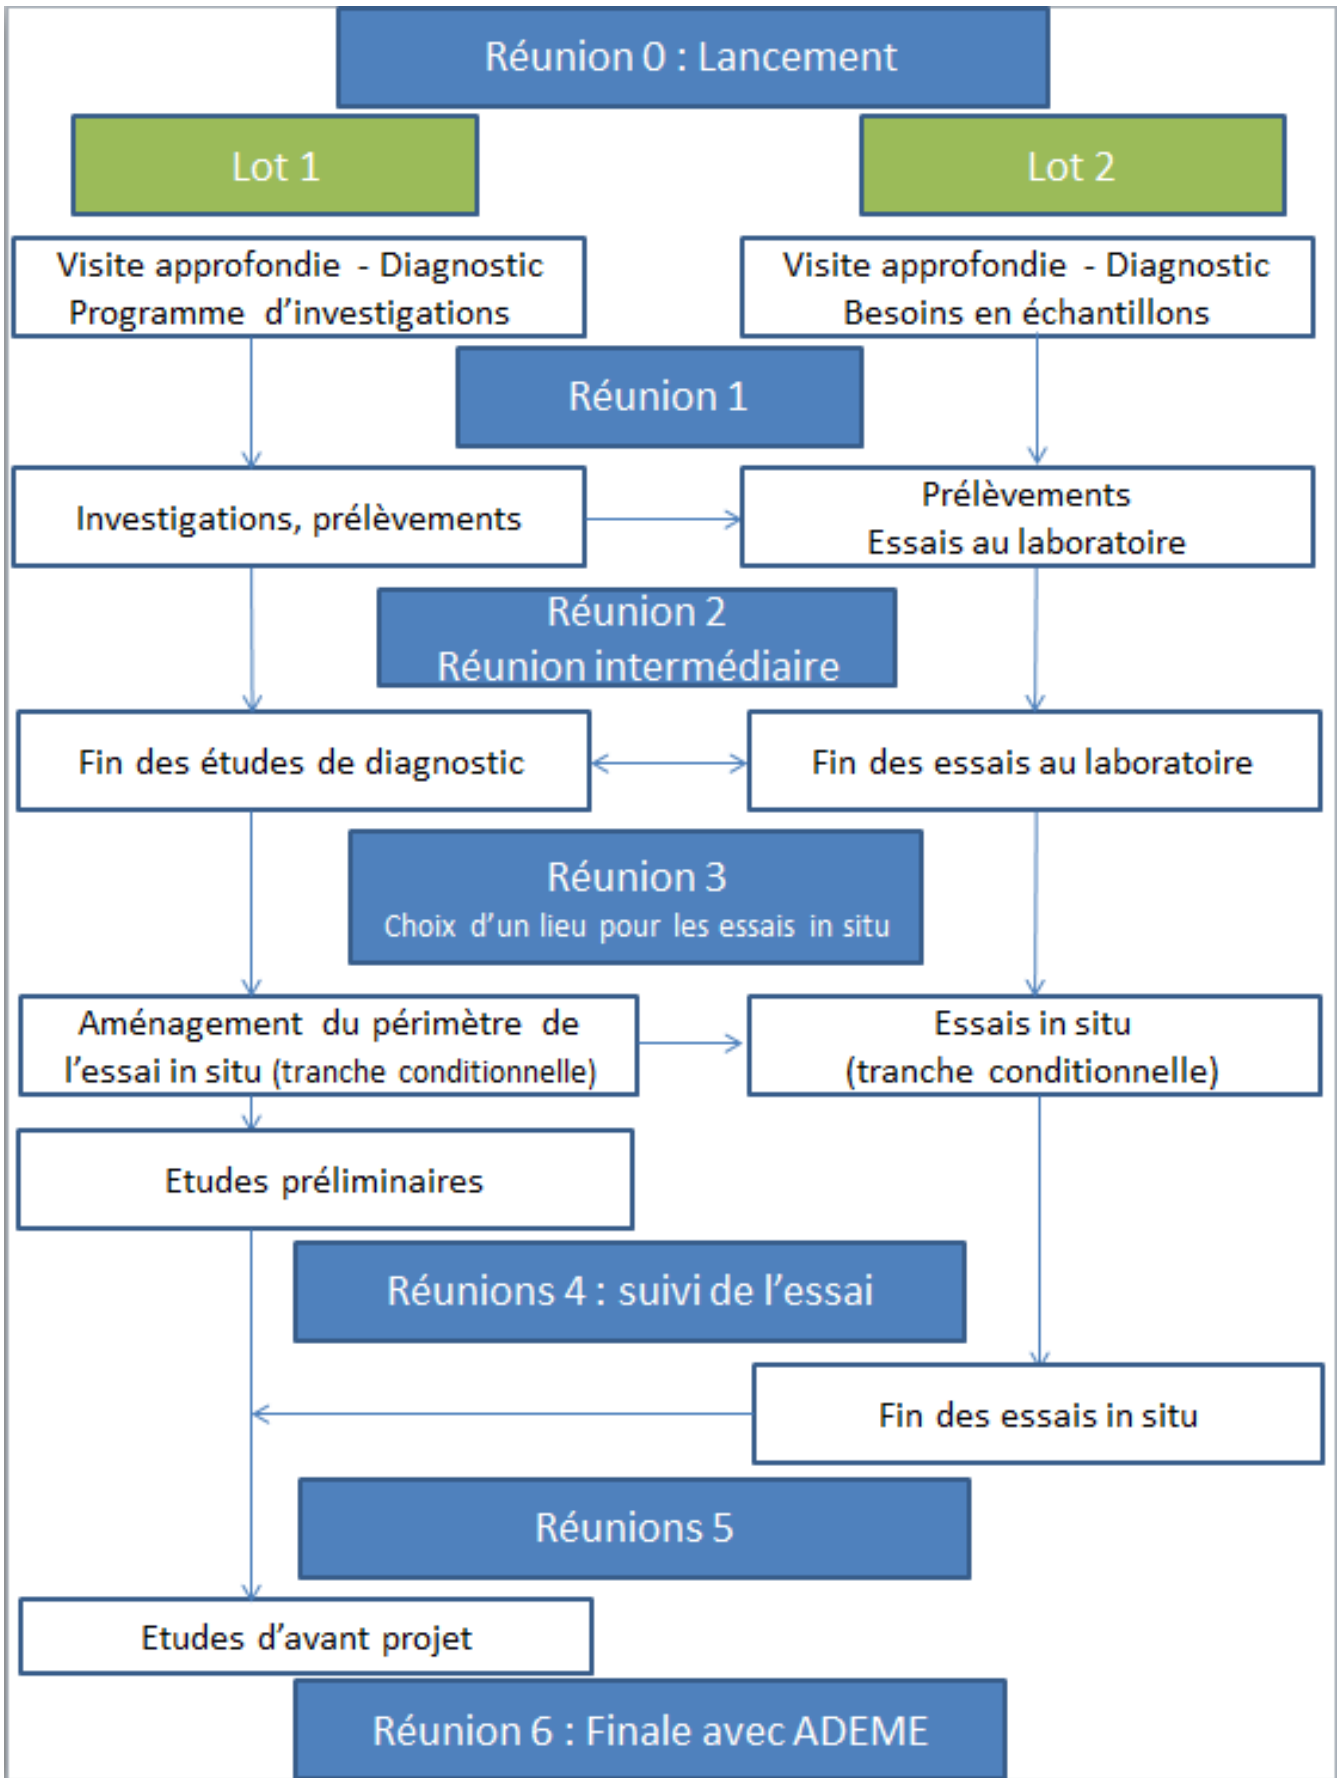 Réunion 0 : Lancement
Lot 1
Lot 2
Visite approfondie - Diagnostic
Programme d’investigations
Visite approfondie - Diagnostic
Besoins en échantillons
Réunion 1
Investigations, prélèvements
Prélèvements
Essais au laboratoire
Réunion 2
Réunion intermédiaire
Fin des études de diagnostic
Fin des essais au laboratoire
Réunion 3
Choix d’un lieu pour les essais in situ
Aménagement du périmètre de
l’essai in situ (tranche conditionnelle)
Essais in situ
(tranche conditionnelle)
Etudes préliminaires
Réunions 4 : suivi de l’essai
Fin des essais in situ
Réunions 5
Etudes d’avant projet
Réunion 6 : Finale avec ADEME